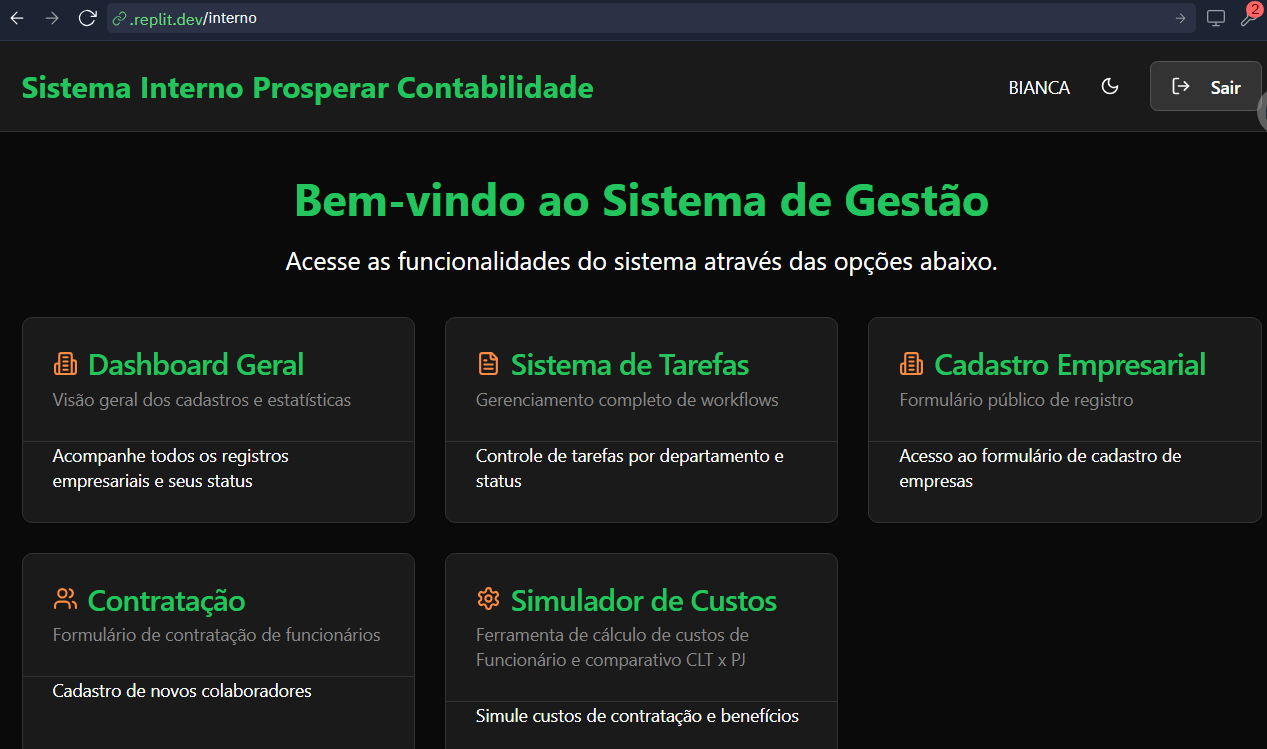 .replit.dev/interno
2
Sistema Interno Prosperar Contabilidade
BIANCA
Sair
Bem-vindo ao Sistema de Gestão
Acesse as funcionalidades do sistema através das opções abaixo.
Dashboard Geral
Visão geral dos cadastros e estatísticas
Acompanhe todos os registros
empresariais e seus status
Sistema de Tarefas
Gerenciamento completo de workflows
Controle de tarefas por departamento e
status
Cadastro Empresarial
Formulário público de registro
Acesso ao formulário de cadastro de
empresas
Contratação
Formulário de contratação de funcionários
Cadastro de novos colaboradores
Simulador de Custos
Ferramenta de cálculo de custos de
Funcionário e comparativo CLT x PJ
Simule custos de contratação e benefícios